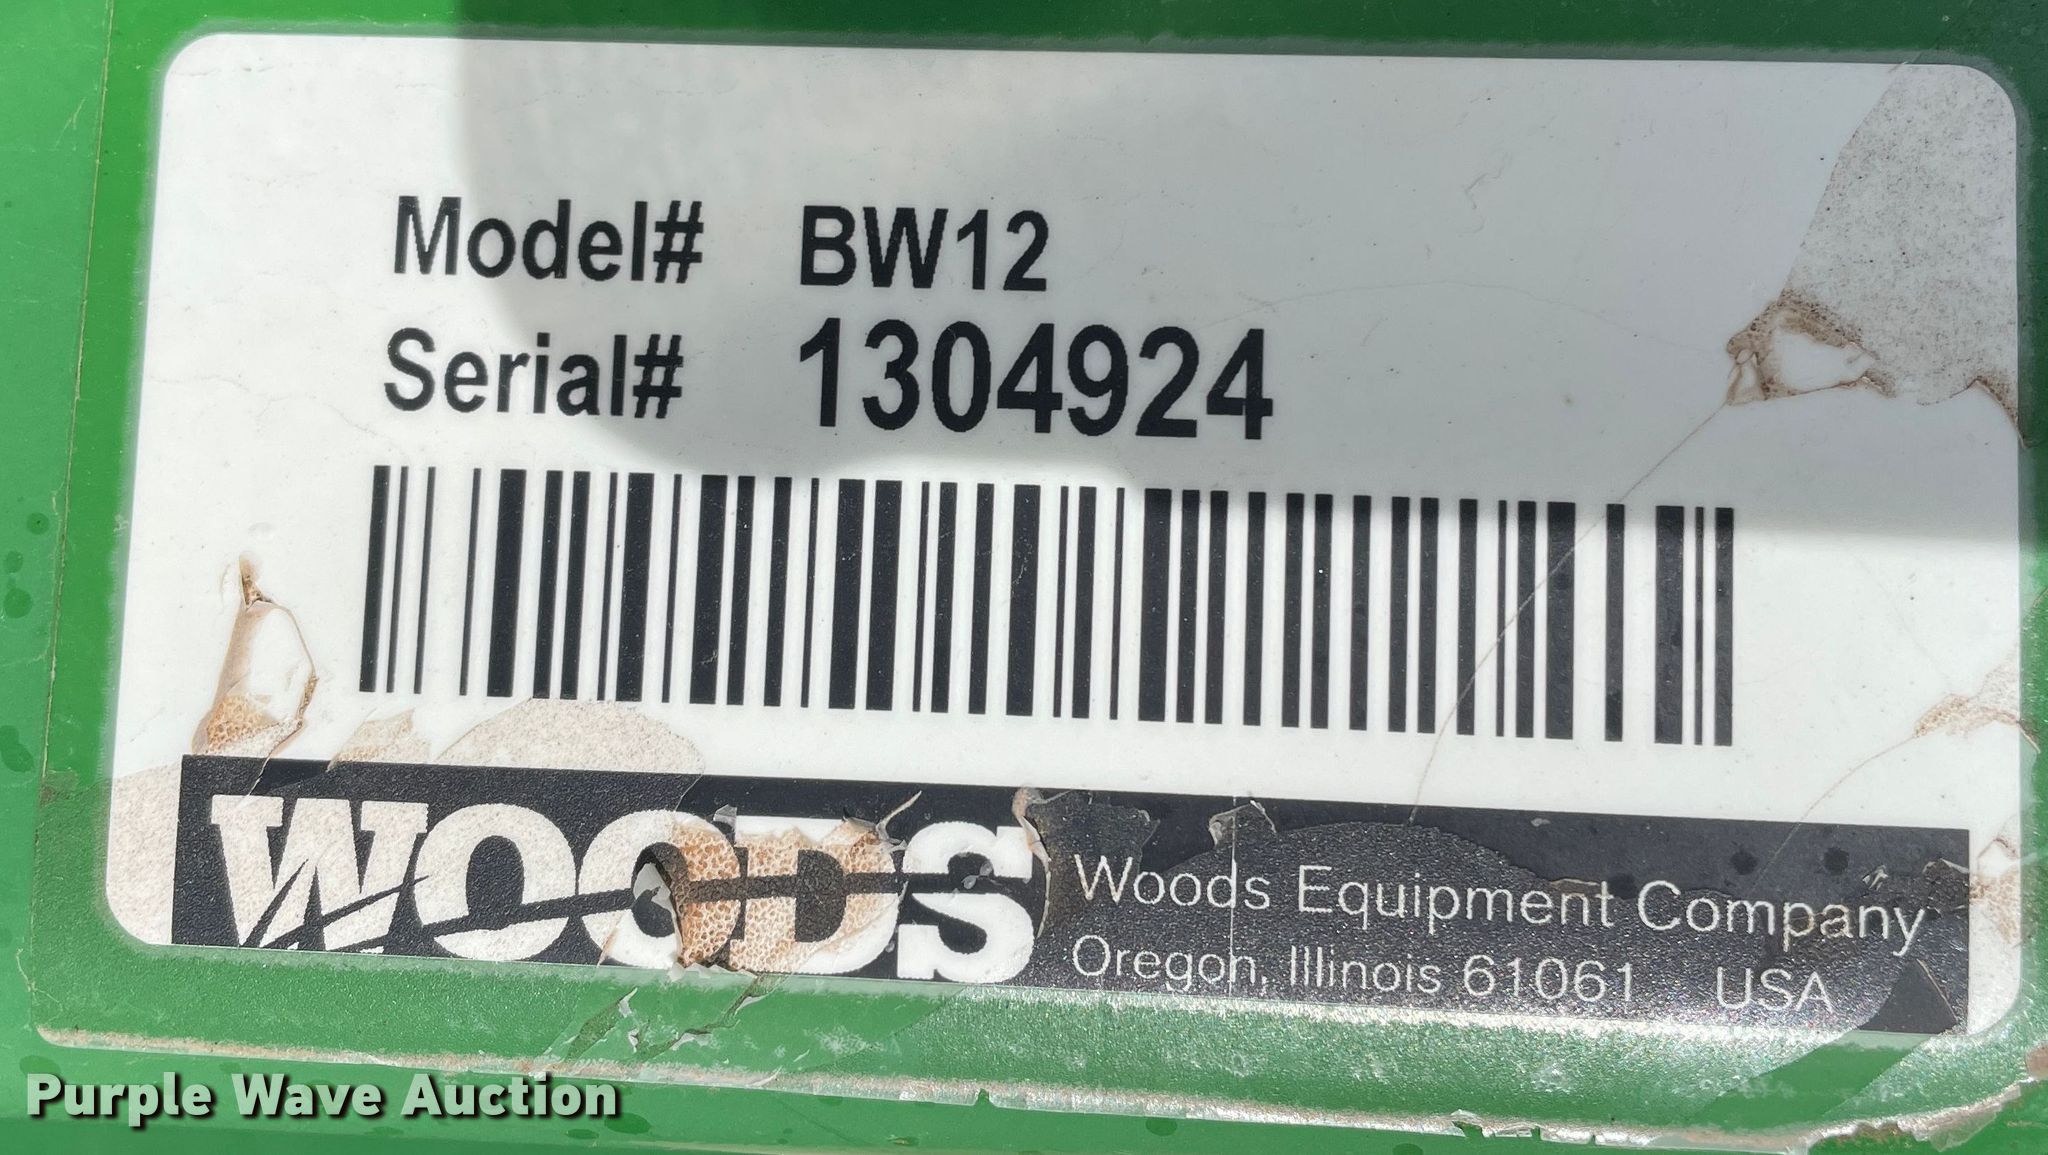 Model# BW12
Serial# 1304924
WOODS
Woods Equipment Company
Oregon, Illinois 61061 USA
Purple Wave Auction